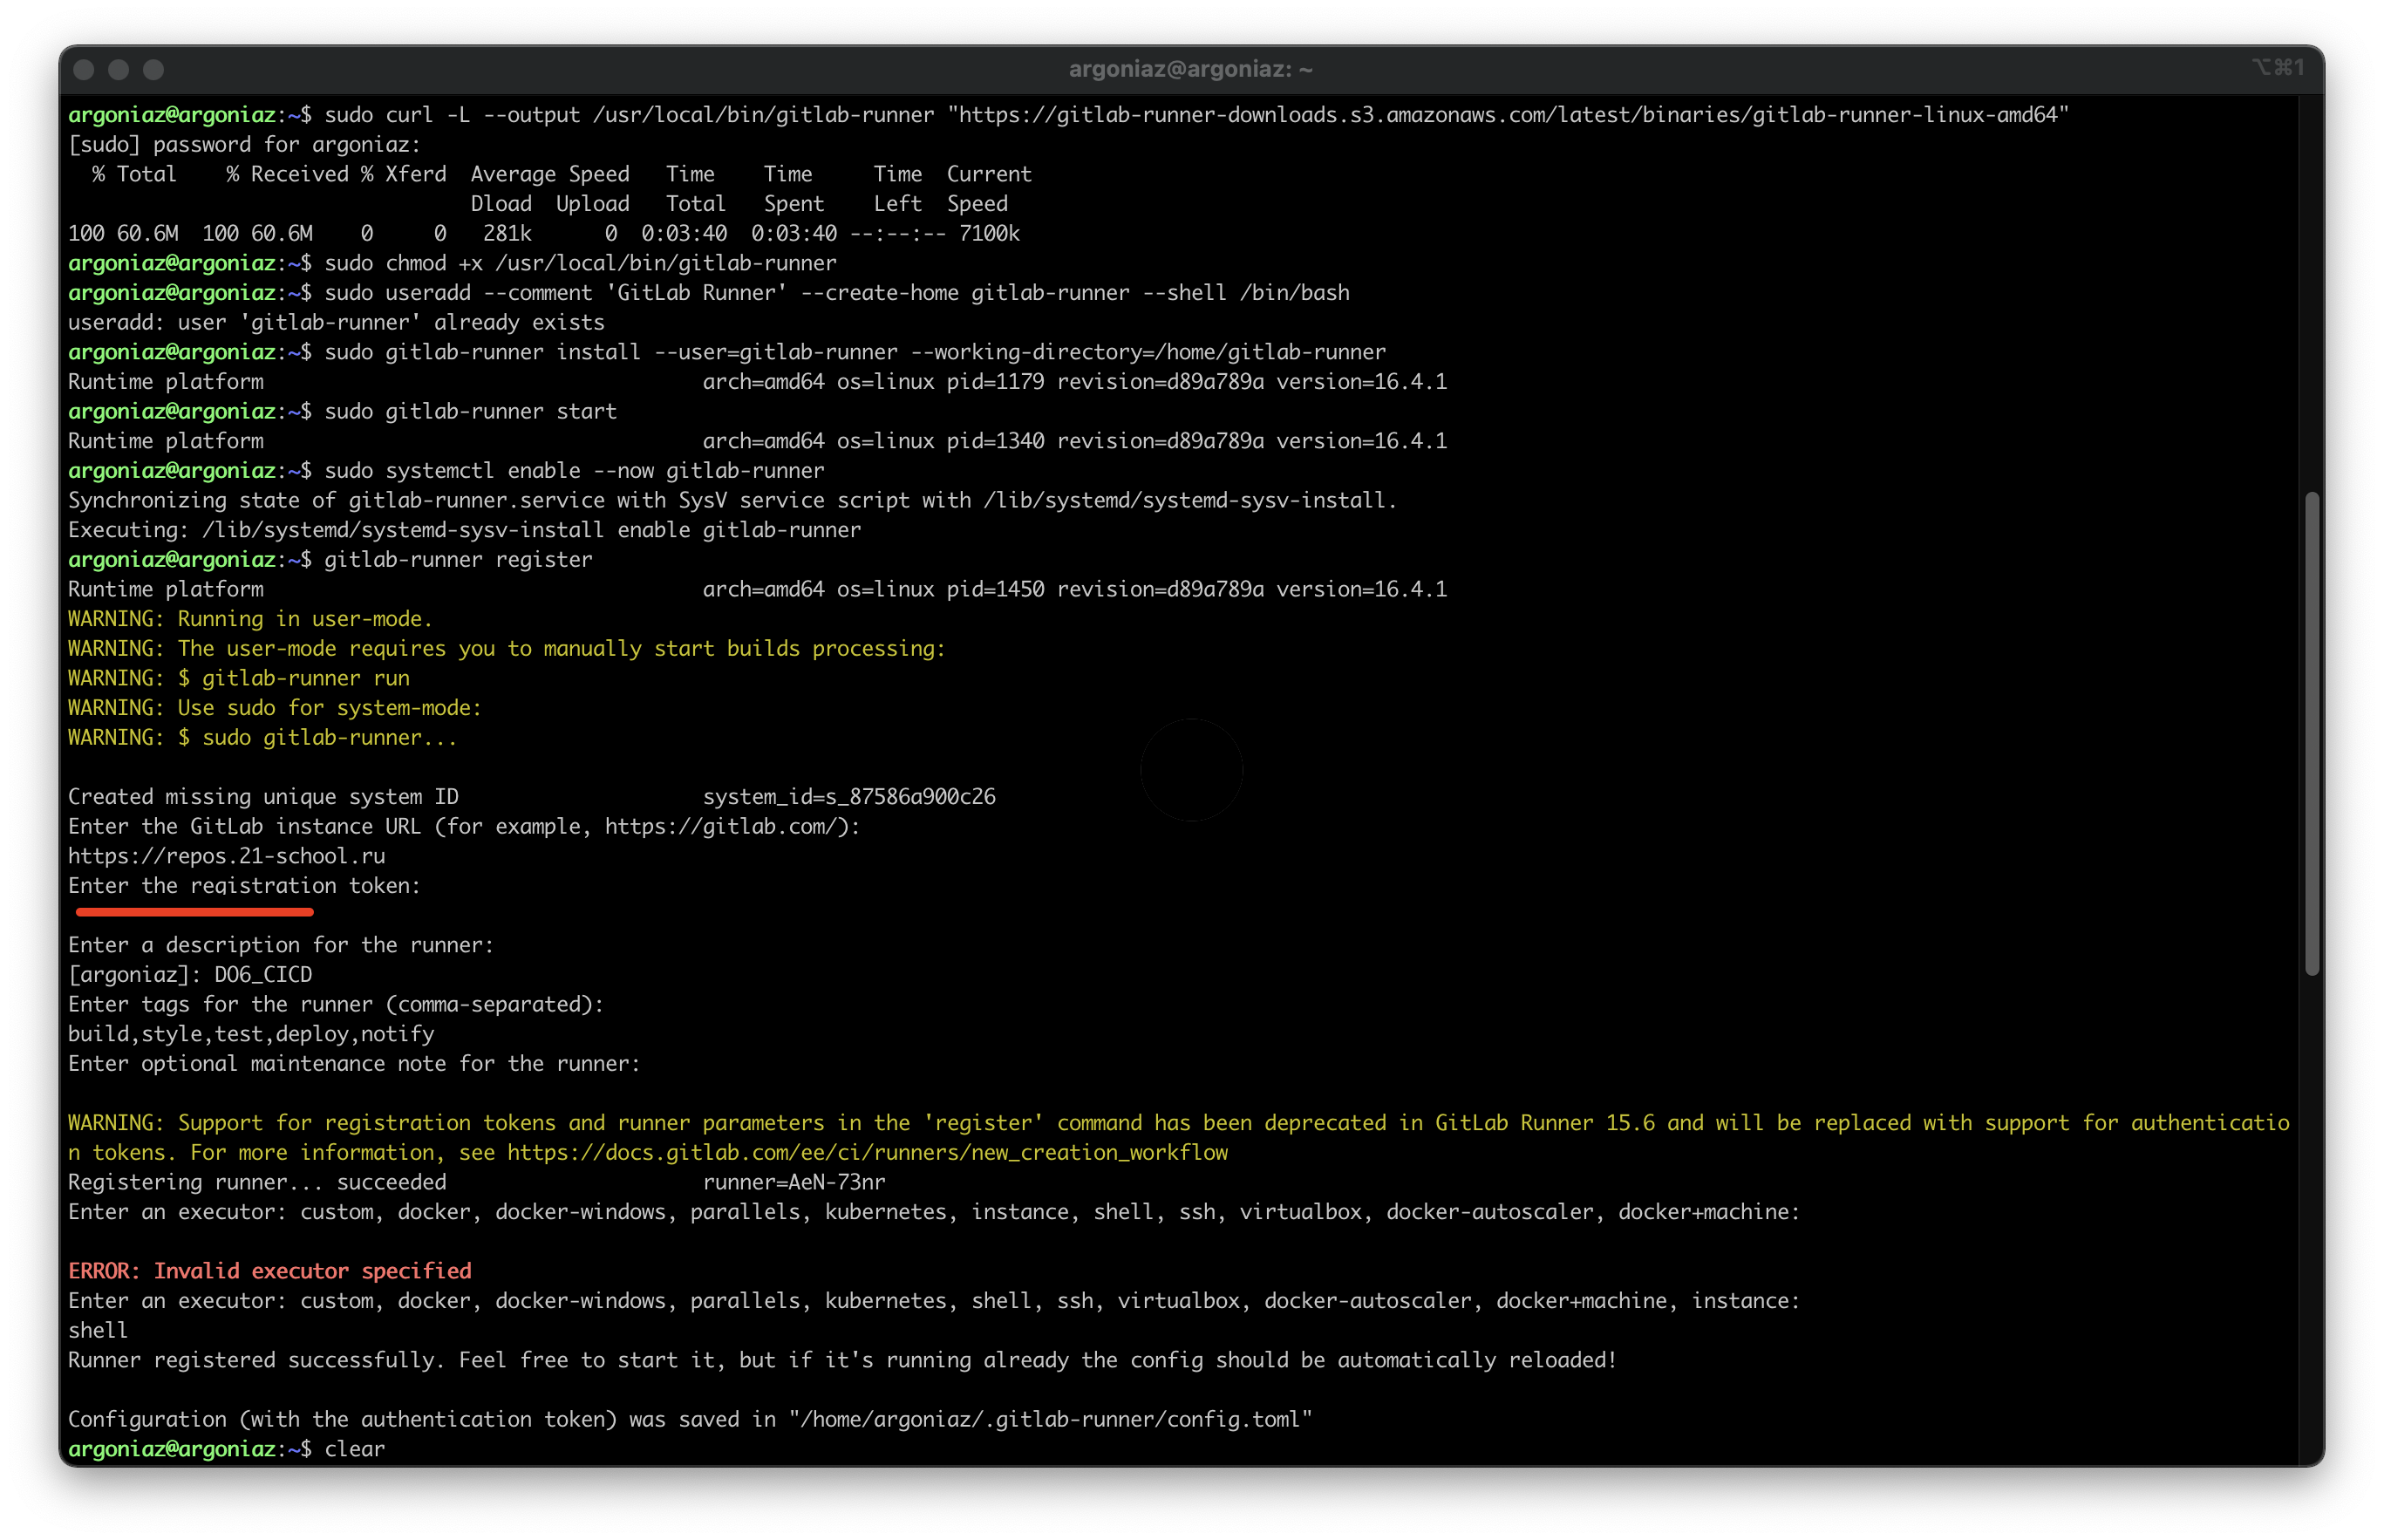 argoniaz@argoniaz: ~
⌥⌘1
argoniaz@argoniaz:~$ sudo curl -L --output /usr/local/bin/gitlab-runner "https://gitlab-runner-downloads.s3.amazonaws.com/latest/binaries/gitlab-runner-linux-amd64"
[sudo] password for argoniaz:
  % Total    % Received % Xferd  Average Speed   Time    Time     Time  Current
                                 Dload  Upload   Total   Spent    Left  Speed
100 60.6M  100 60.6M    0     0   281k      0  0:03:40  0:03:40 --:--:-- 7100k
argoniaz@argoniaz:~$ sudo chmod +x /usr/local/bin/gitlab-runner
argoniaz@argoniaz:~$ sudo useradd --comment 'GitLab Runner' --create-home gitlab-runner --shell /bin/bash
useradd: user 'gitlab-runner' already exists
argoniaz@argoniaz:~$ sudo gitlab-runner install --user=gitlab-runner --working-directory=/home/gitlab-runner
Runtime platform                                    arch=amd64 os=linux pid=1179 revision=d89a789a version=16.4.1
argoniaz@argoniaz:~$ sudo gitlab-runner start
Runtime platform                                    arch=amd64 os=linux pid=1340 revision=d89a789a version=16.4.1
argoniaz@argoniaz:~$ sudo systemctl enable --now gitlab-runner
Synchronizing state of gitlab-runner.service with SysV service script with /lib/systemd/systemd-sysv-install.
Executing: /lib/systemd/systemd-sysv-install enable gitlab-runner
argoniaz@argoniaz:~$ gitlab-runner register
Runtime platform                                    arch=amd64 os=linux pid=1450 revision=d89a789a version=16.4.1
WARNING: Running in user-mode.
WARNING: The user-mode requires you to manually start builds processing:
WARNING: $ gitlab-runner run
WARNING: Use sudo for system-mode:
WARNING: $ sudo gitlab-runner...
Created missing unique system ID                    system_id=s_87586a900c26
Enter the GitLab instance URL (for example, https://gitlab.com/):
https://repos.21-school.ru
Enter the registration token:
Enter a description for the runner:
[argoniaz]: DO6_CICD
Enter tags for the runner (comma-separated):
build,style,test,deploy,notify
Enter optional maintenance note for the runner:
WARNING: Support for registration tokens and runner parameters in the 'register' command has been deprecated in GitLab Runner 15.6 and will be replaced with support for authenticatio
n tokens. For more information, see https://docs.gitlab.com/ee/ci/runners/new_creation_workflow
Registering runner... succeeded                     runner=AeN-73nr
Enter an executor: custom, docker, docker-windows, parallels, kubernetes, instance, shell, ssh, virtualbox, docker-autoscaler, docker+machine:
ERROR: Invalid executor specified
Enter an executor: custom, docker, docker-windows, parallels, kubernetes, shell, ssh, virtualbox, docker-autoscaler, docker+machine, instance:
shell
Runner registered successfully. Feel free to start it, but if it's running already the config should be automatically reloaded!
Configuration (with the authentication token) was saved in "/home/argoniaz/.gitlab-runner/config.toml"
argoniaz@argoniaz:~$ clear